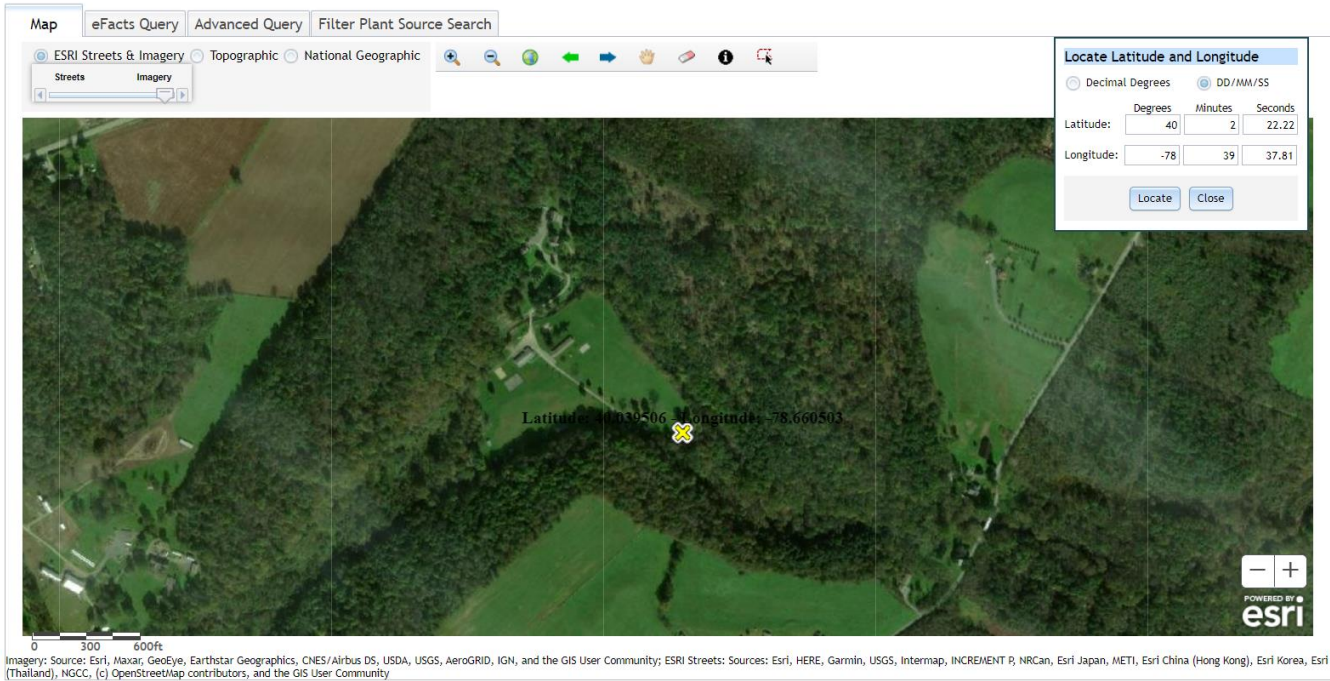 Map eFacts Query Advanced Query Filter Plant Source Search
ESRI Streets & Imagery Topographic National Geographic
Streets Imagery
Locate Latitude and Longitude
Decimal Degrees DD/MM/SS
Degrees Minutes Seconds
Latitude: 40 2 22.22
Longitude: -78 39 37.81
Locate Close
Latitude: 40.039506 - Longitude: -78.660503
0 300 600ft
POWERED BY
esri
Imagery: Source: Esri, Maxar, GeoEye, Earthstar Geographics, CNES/Airbus DS, USDA, USGS, AeroGRID, IGN, and the GIS User Community; ESRI Streets: Sources: Esri, HERE, Garmin, USGS, Intermap, INCREMENT P, NRCan, Esri Japan, METI, Esri China (Hong Kong), Esri Korea, Esri
(Thailand), NGCC, (c) OpenStreetMap contributors, and the GIS User Community